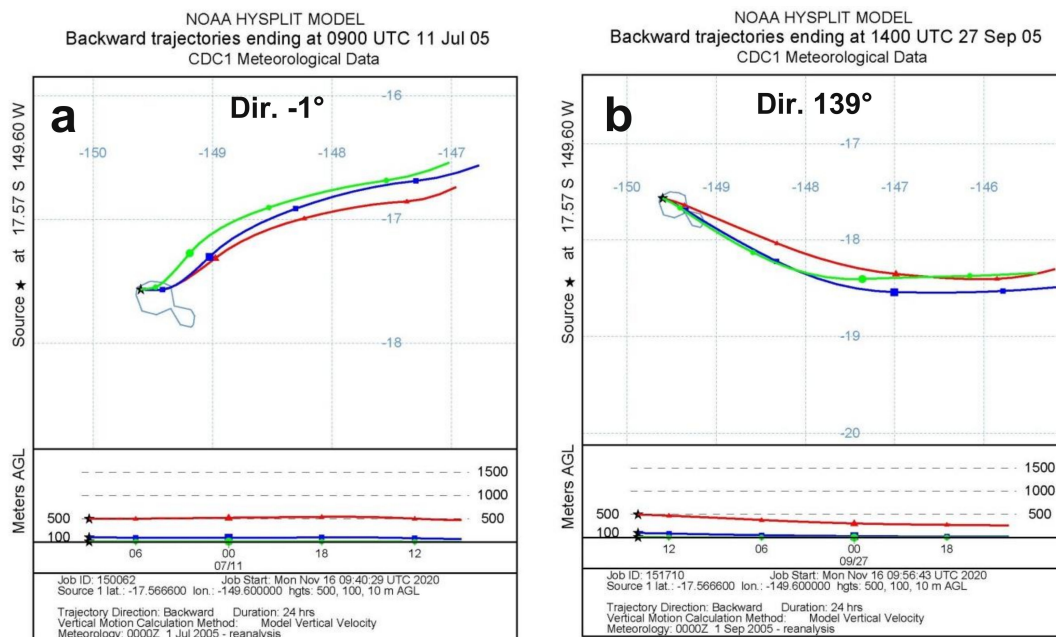 NOAA HYSPLIT MODEL
Backward trajectories ending at 0900 UTC 11 Jul 05
CDC1 Meteorological Data
a
Dir. -1°
-16
-150
-149
-148
-147
-17
-18
Source ★ at 17.57 S 149.60 W
Meters AGL
1500
1000
500
500
100
06
00
18
12
07/11
Job ID: 150062 Job Start: Mon Nov 16 09:40:29 UTC 2020
Source 1 lat.: -17.566600 lon.: -149.600000 hgts: 500, 100, 10 m AGL
Trajectory Direction: Backward Duration: 24 hrs
Vertical Motion Calculation Method: Model Vertical Velocity
Meteorology: 0000Z 1 Jul 2005 - reanalysis
NOAA HYSPLIT MODEL
Backward trajectories ending at 1400 UTC 27 Sep 05
CDC1 Meteorological Data
b
Dir. 139°
-17
-150
-149
-148
-147
-146
-18
-19
-20
Source ★ at 17.57 S 149.60 W
Meters AGL
1500
1000
500
500
100
12
06
00
18
09/27
Job ID: 151710 Job Start: Mon Nov 16 09:56:43 UTC 2020
Source 1 lat.: -17.566600 lon.: -149.600000 hgts: 500, 100, 10 m AGL
Trajectory Direction: Backward Duration: 24 hrs
Vertical Motion Calculation Method: Model Vertical Velocity
Meteorology: 0000Z 1 Sep 2005 - reanalysis